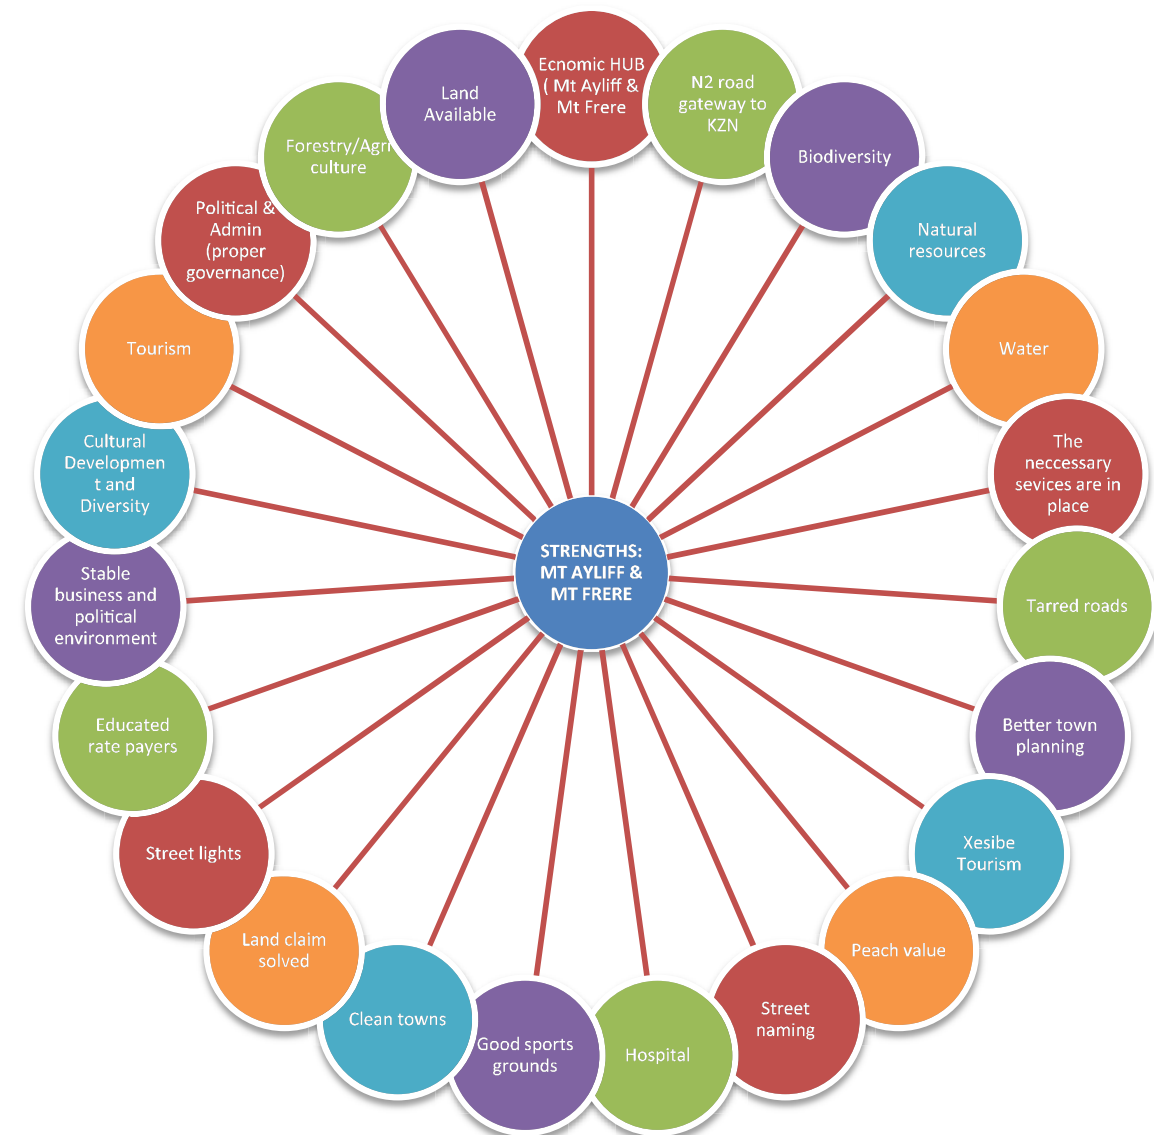 STRENGTHS:
MT AYLIFF &
MT FRERE
Ecnomic HUB
( Mt Ayliff &
Mt Frere
N2 road
gateway to
KZN
Biodiversity
Natural
resources
Water
The
neccessary
sevices are in
place
Tarred roads
Better town
planning
Xesibe
Tourism
Peach value
Street
naming
Hospital
Good sports
grounds
Clean towns
Land claim
solved
Street lights
Educated
rate payers
Stable
business and
political
environment
Cultural
Developmen
t and
Diversity
Tourism
Political &
Admin
(proper
governance)
Forestry/Agri
culture
Land
Available